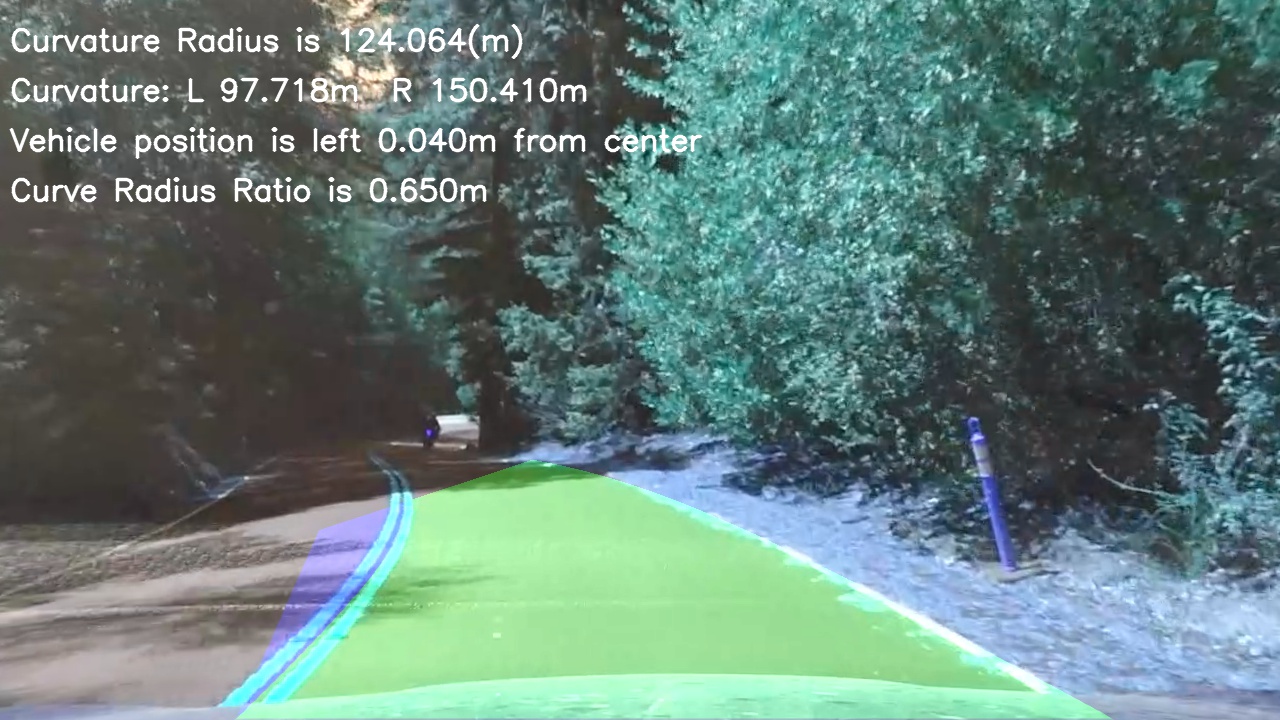 Curvature Radius is 124.064(m)
Curvature: L 97.718m R 150.410m
Vehicle position is left 0.040m from center
Curve Radius Ratio is 0.650m